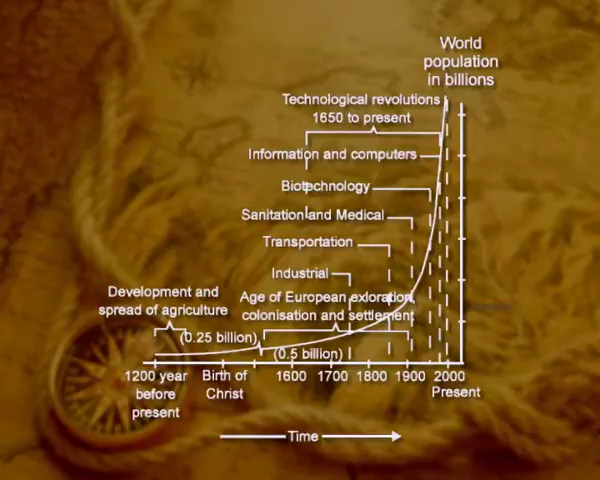 World
population
in billions
Technological revolutions
1650 to present
Information and computers
Biotechnology
Sanitation and Medical
Transportation
Industrial
Development and
spread of agriculture
Age of European exloration,
colonisation and settlement
(0.25 billion)
(0.5 billion)
1200 year
before
present
Birth of
Christ
1600 1700 1800 1900 2000
Present
Time